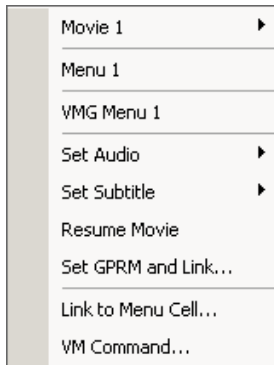 Movie 1
Menu 1
VMG Menu 1
Set Audio
Set Subtitle
Resume Movie
Set GPRM and Link...
Link to Menu Cell...
VM Command...